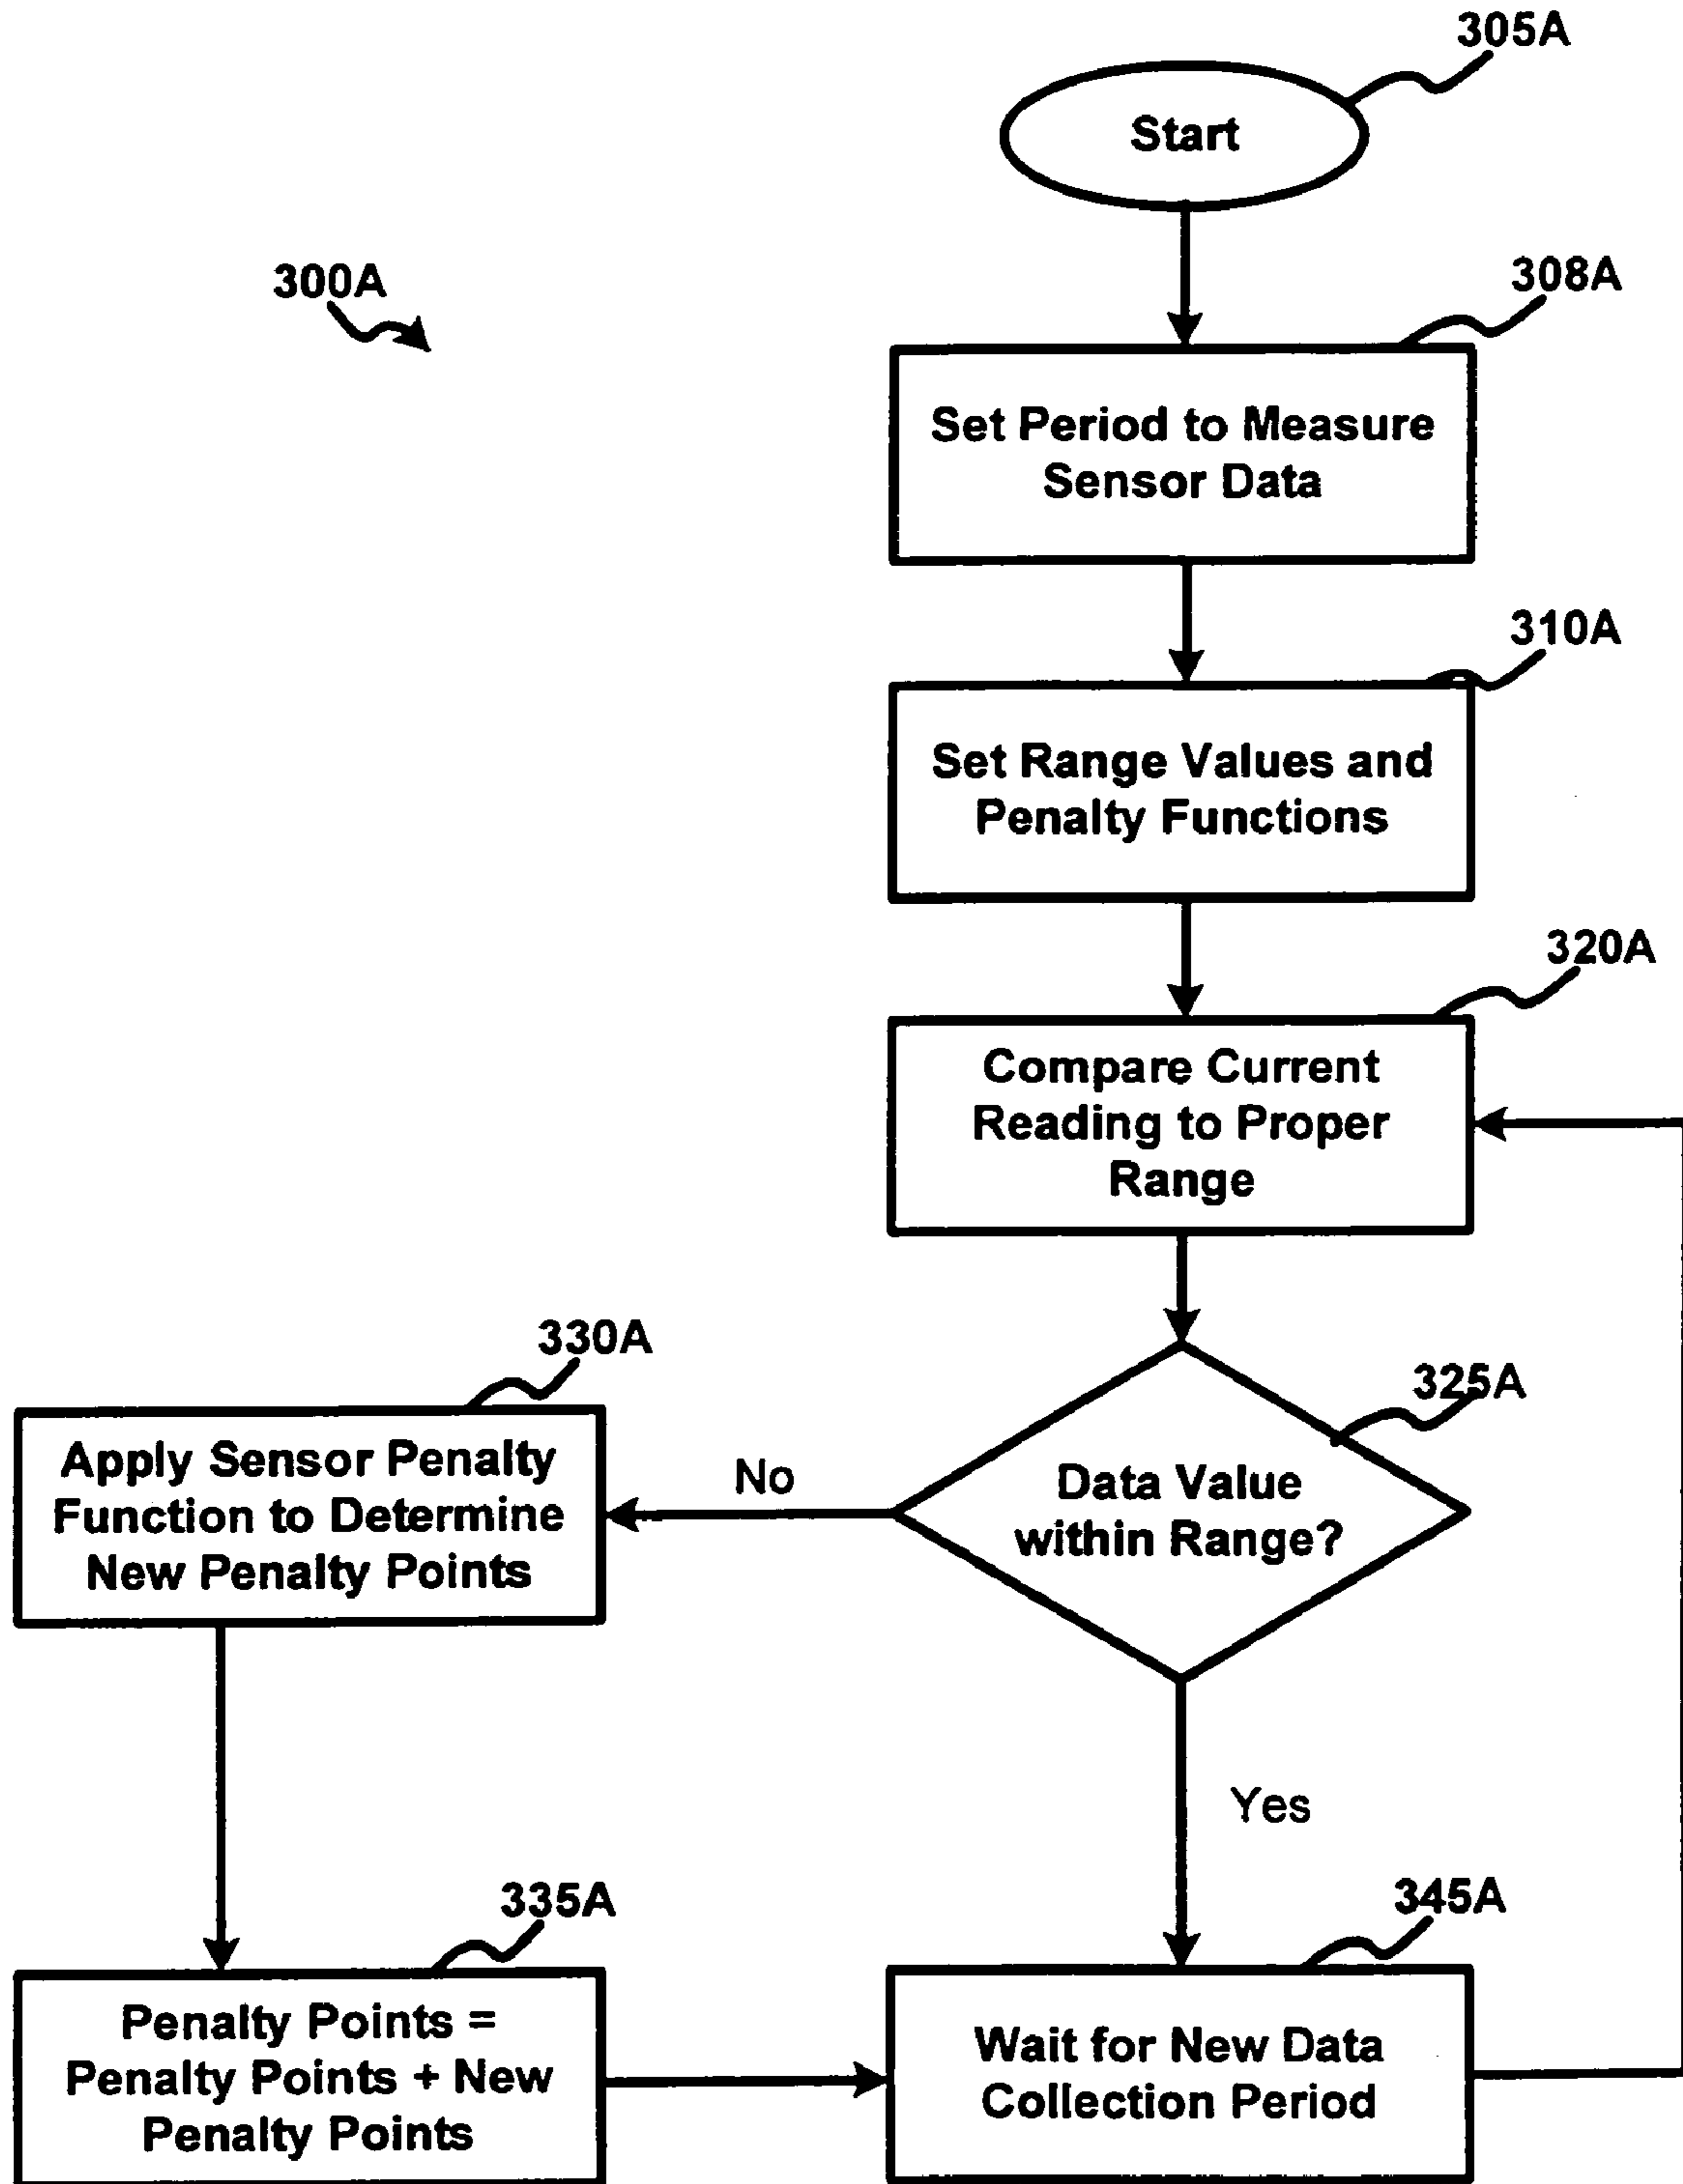 305A
Start
300A
308A
Set Period to Measure
Sensor Data
310A
Set Range Values and
Penalty Functions
320A
Compare Current
Reading to Proper
Range
330A
325A
Apply Sensor Penalty
Function to Determine
New Penalty Points
No
Data Value
within Range?
Yes
335A
345A
Penalty Points =
Penalty Points + New
Penalty Points
Wait for New Data
Collection Period